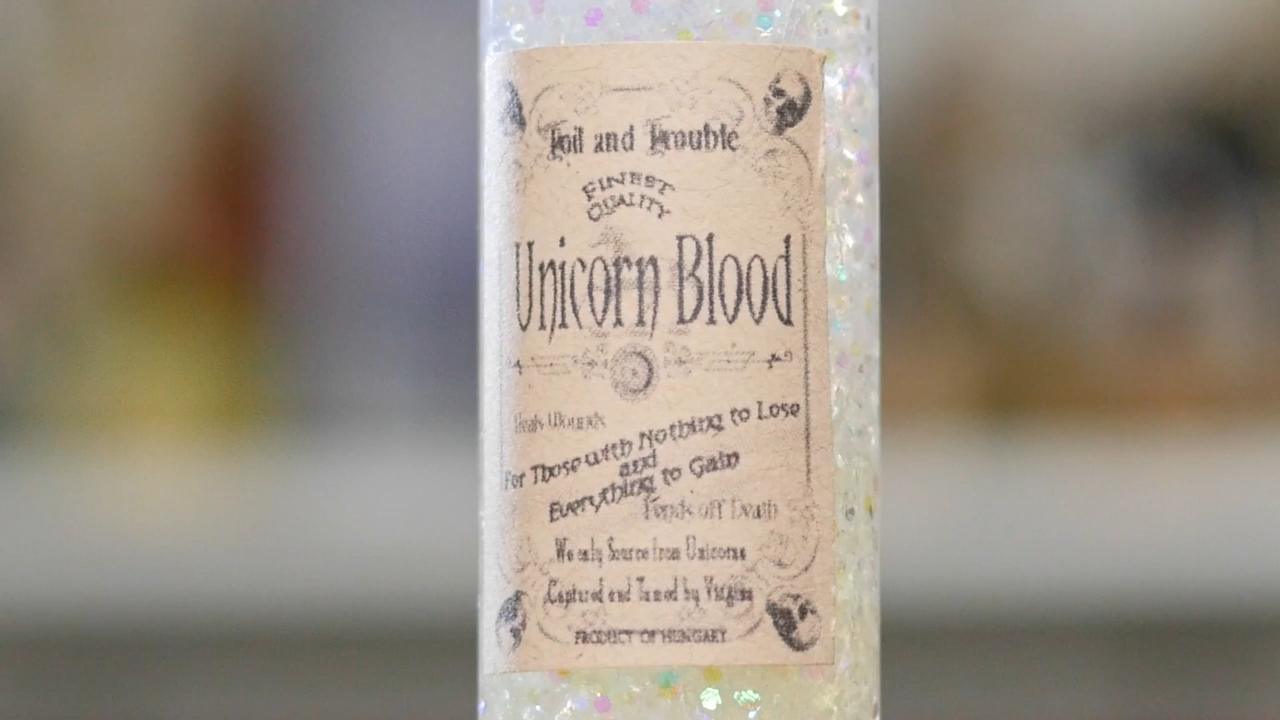 Toil and Trouble
FINEST
QUALITY
Unicorn Blood
Heals Wounds
For Those with Nothing to Lose
and
Everything to Gain
Fends off Death
We only Source from Unicorns
Captured and Tamed by Virgins
PRODUCT OF HUNGARY